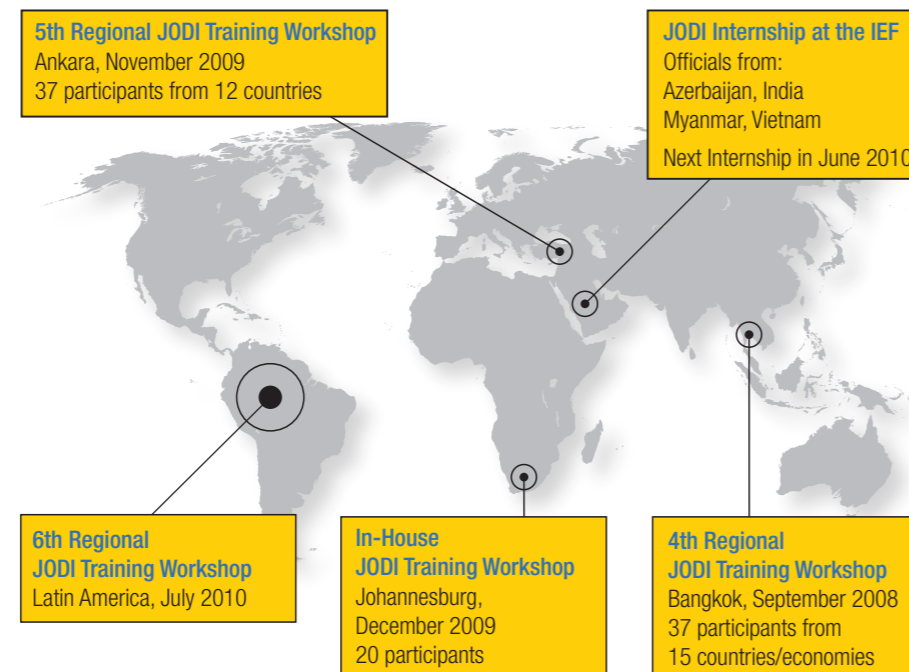 5th Regional JODI Training Workshop
Ankara, November 2009
37 participants from 12 countries
JODI Internship at the IEF
Officials from:
Azerbaijan, India
Myanmar, Vietnam
Next Internship in June 2010
6th Regional
JODI Training Workshop
Latin America, July 2010
In-House
JODI Training Workshop
Johannesburg,
December 2009
20 participants
4th Regional
JODI Training Workshop
Bangkok, September 2008
37 participants from
15 countries/economies